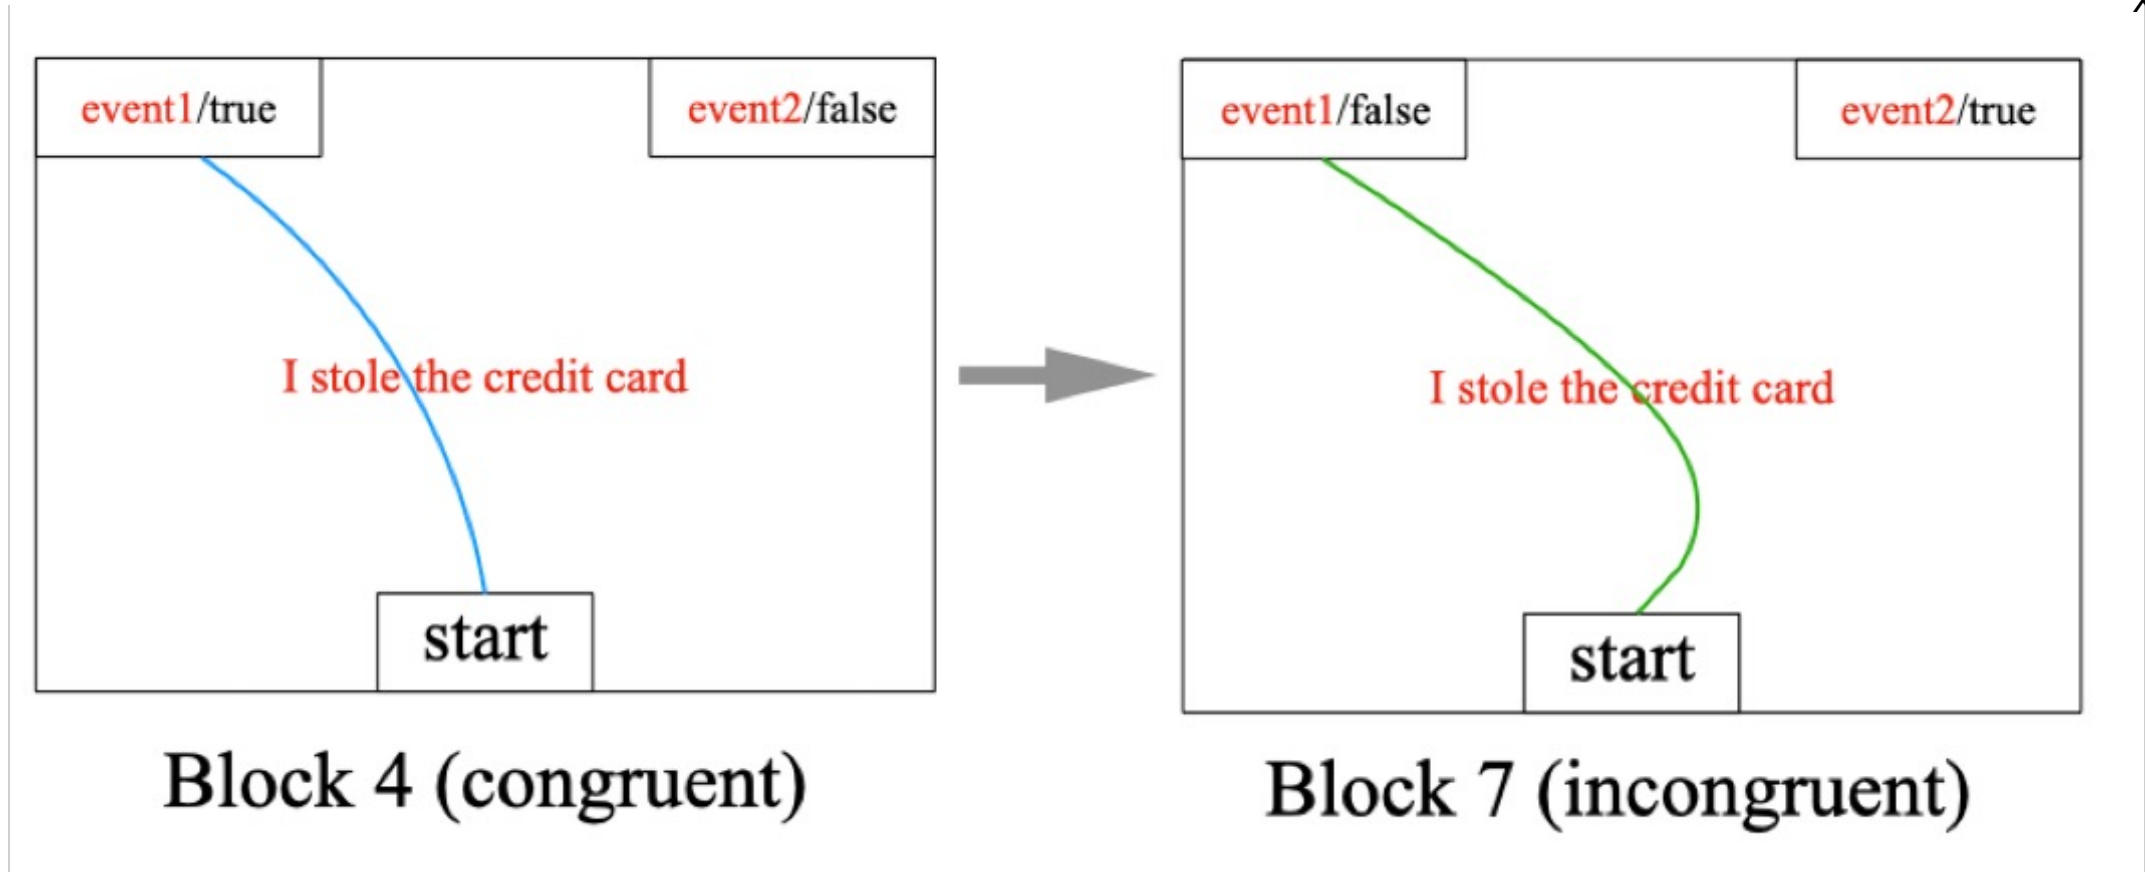 event1/true
event2/false
I stole the credit card
start
Block 4 (congruent)
event1/false
event2/true
I stole the credit card
start
Block 7 (incongruent)